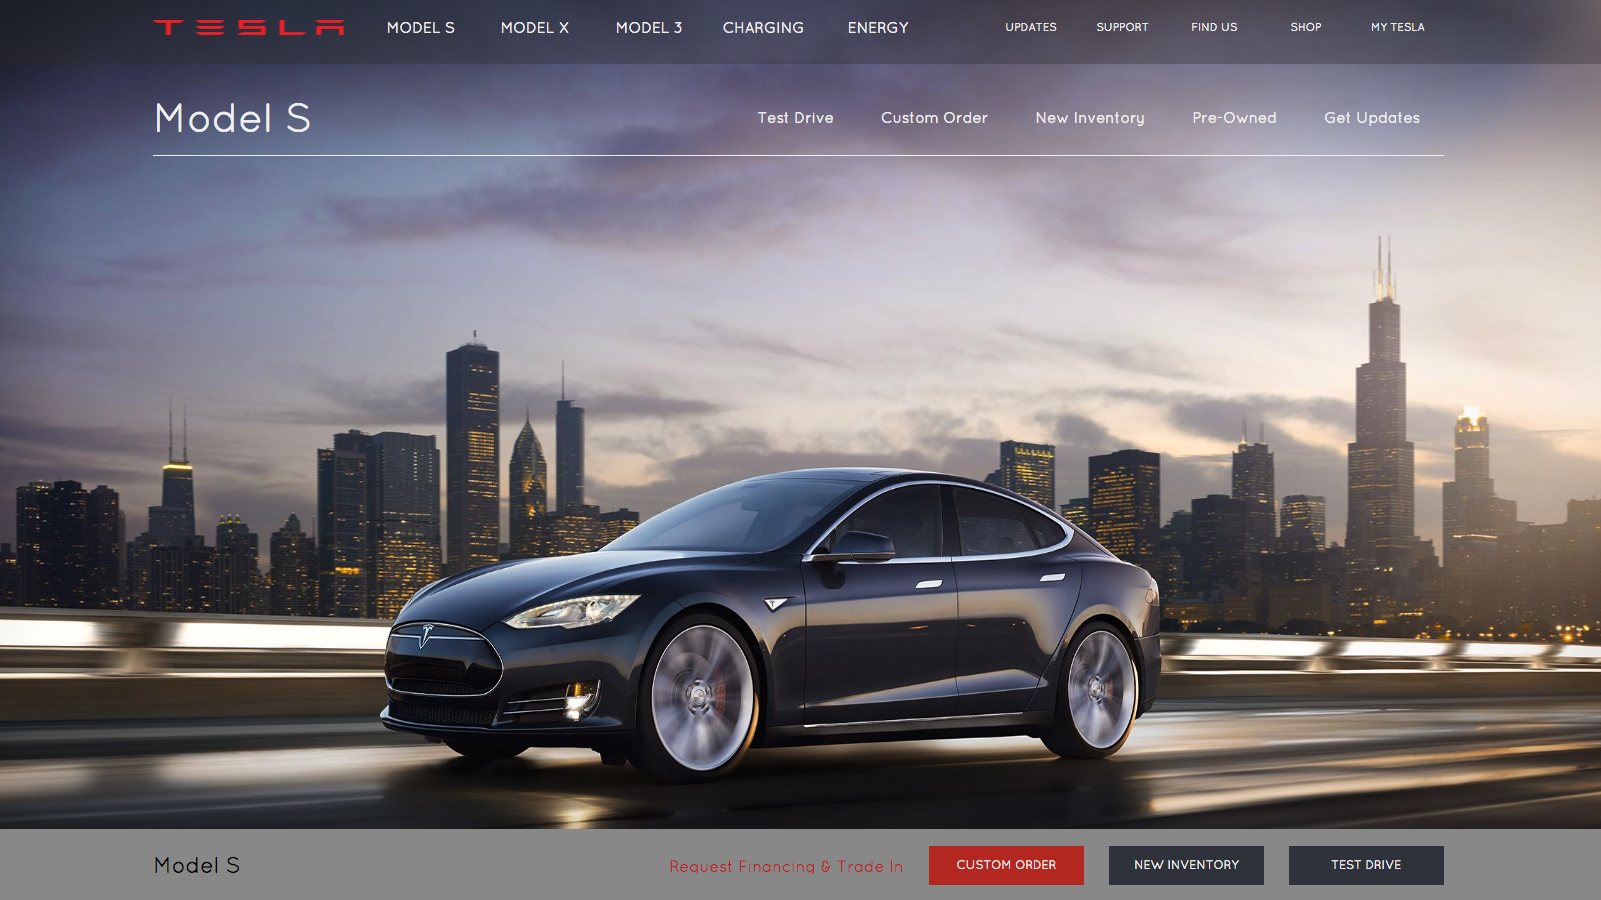 TESLA MODEL S MODEL X MODEL 3 CHARGING ENERGY UPDATES SUPPORT FIND US SHOP MY TESLA
Model S Test Drive Custom Order New Inventory Pre-Owned Get Updates
Model S Request Financing & Trade In CUSTOM ORDER NEW INVENTORY TEST DRIVE